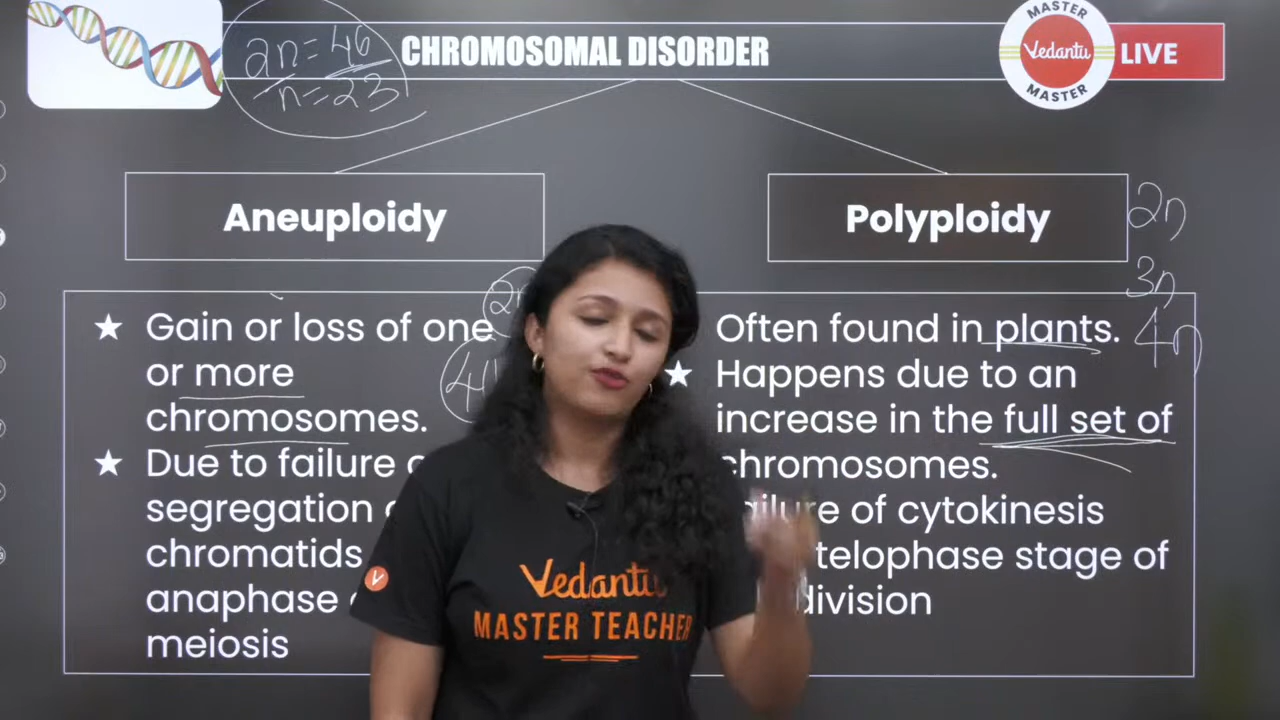 2n=46
n=23
CHROMOSOMAL DISORDER
MASTER
Vedantu
MASTER
LIVE
Aneuploidy
Polyploidy
2n
3n
4n
★ Gain or loss of one
or more
chromosomes.
★ Due to failure
segregation
chromatids
anaphase
meiosis
Often found in plants.
★ Happens due to an
increase in the full set of
chromosomes.
of cytokinesis
telophase stage of
division
V
Vedantu
MASTER TEACHER